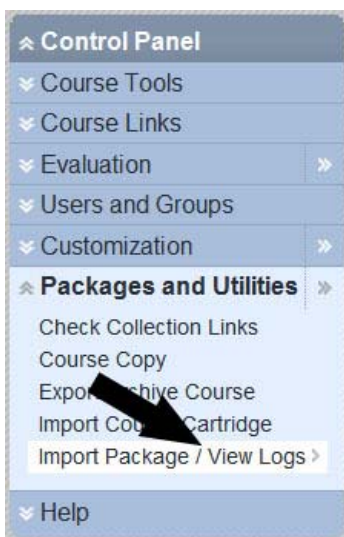 Control Panel
Course Tools
Course Links
Evaluation
Users and Groups
Customization
Packages and Utilities
Check Collection Links
Course Copy
Course
Import Cartridge
Import Package / View Logs
Help